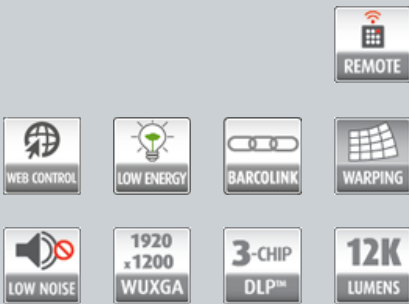 REMOTE
WEB CONTROL
LOW ENERGY
BARCOLINK
WARPING
LOW NOISE
1920
x1200
WUXGA
3-CHIP
DLP™
12K
LUMENS